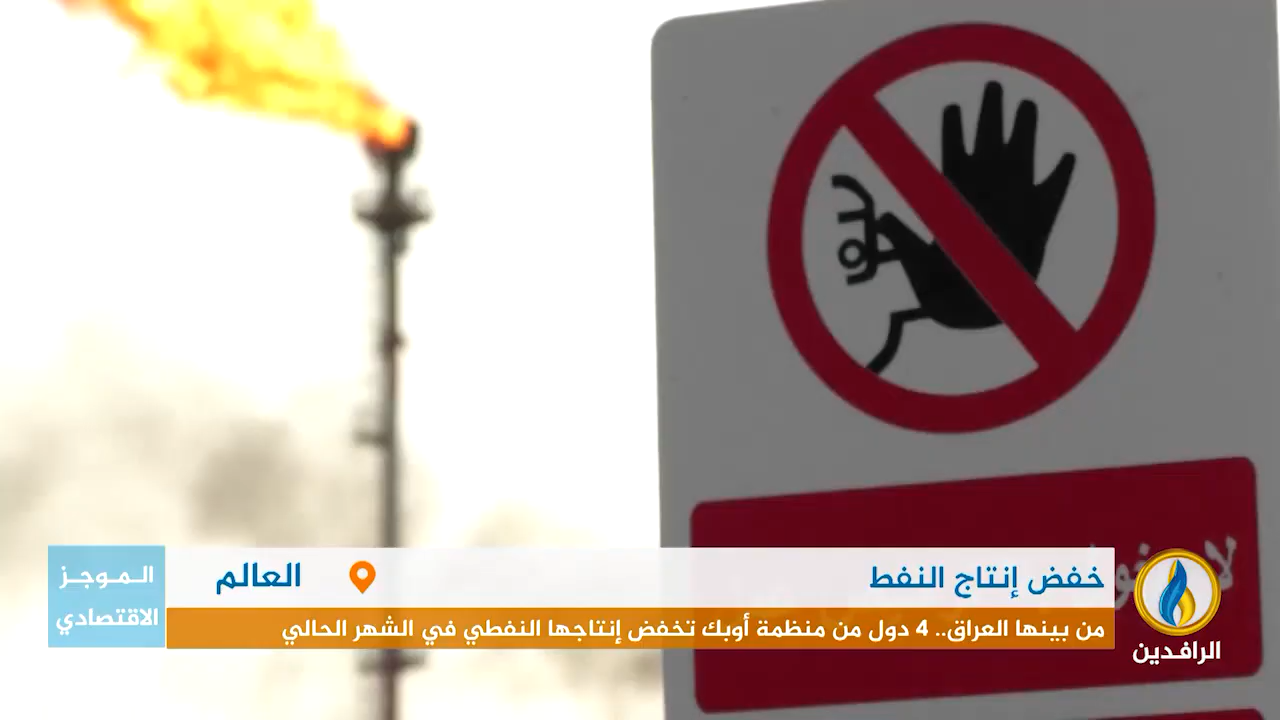 خفض إنتاج النفط
العالم
من بينها العراق.. 4 دول من منظمة أوبك تخفض إنتاجها النفطي في الشهر الحالي
الـمـوجـز
الاقتصادي
الرافـدين